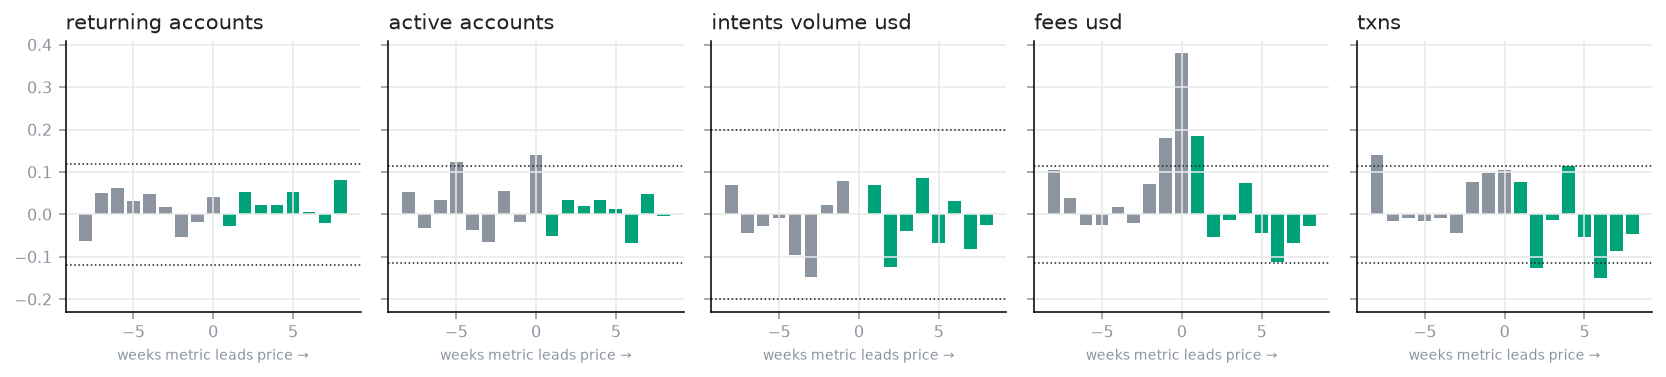 returning accounts
active accounts
intents volume usd
fees usd
txns
0.4
0.3
0.2
0.1
0.0
−0.1
−0.2
−5 0 5
−5 0 5
−5 0 5
−5 0 5
−5 0 5
weeks metric leads price →
weeks metric leads price →
weeks metric leads price →
weeks metric leads price →
weeks metric leads price →